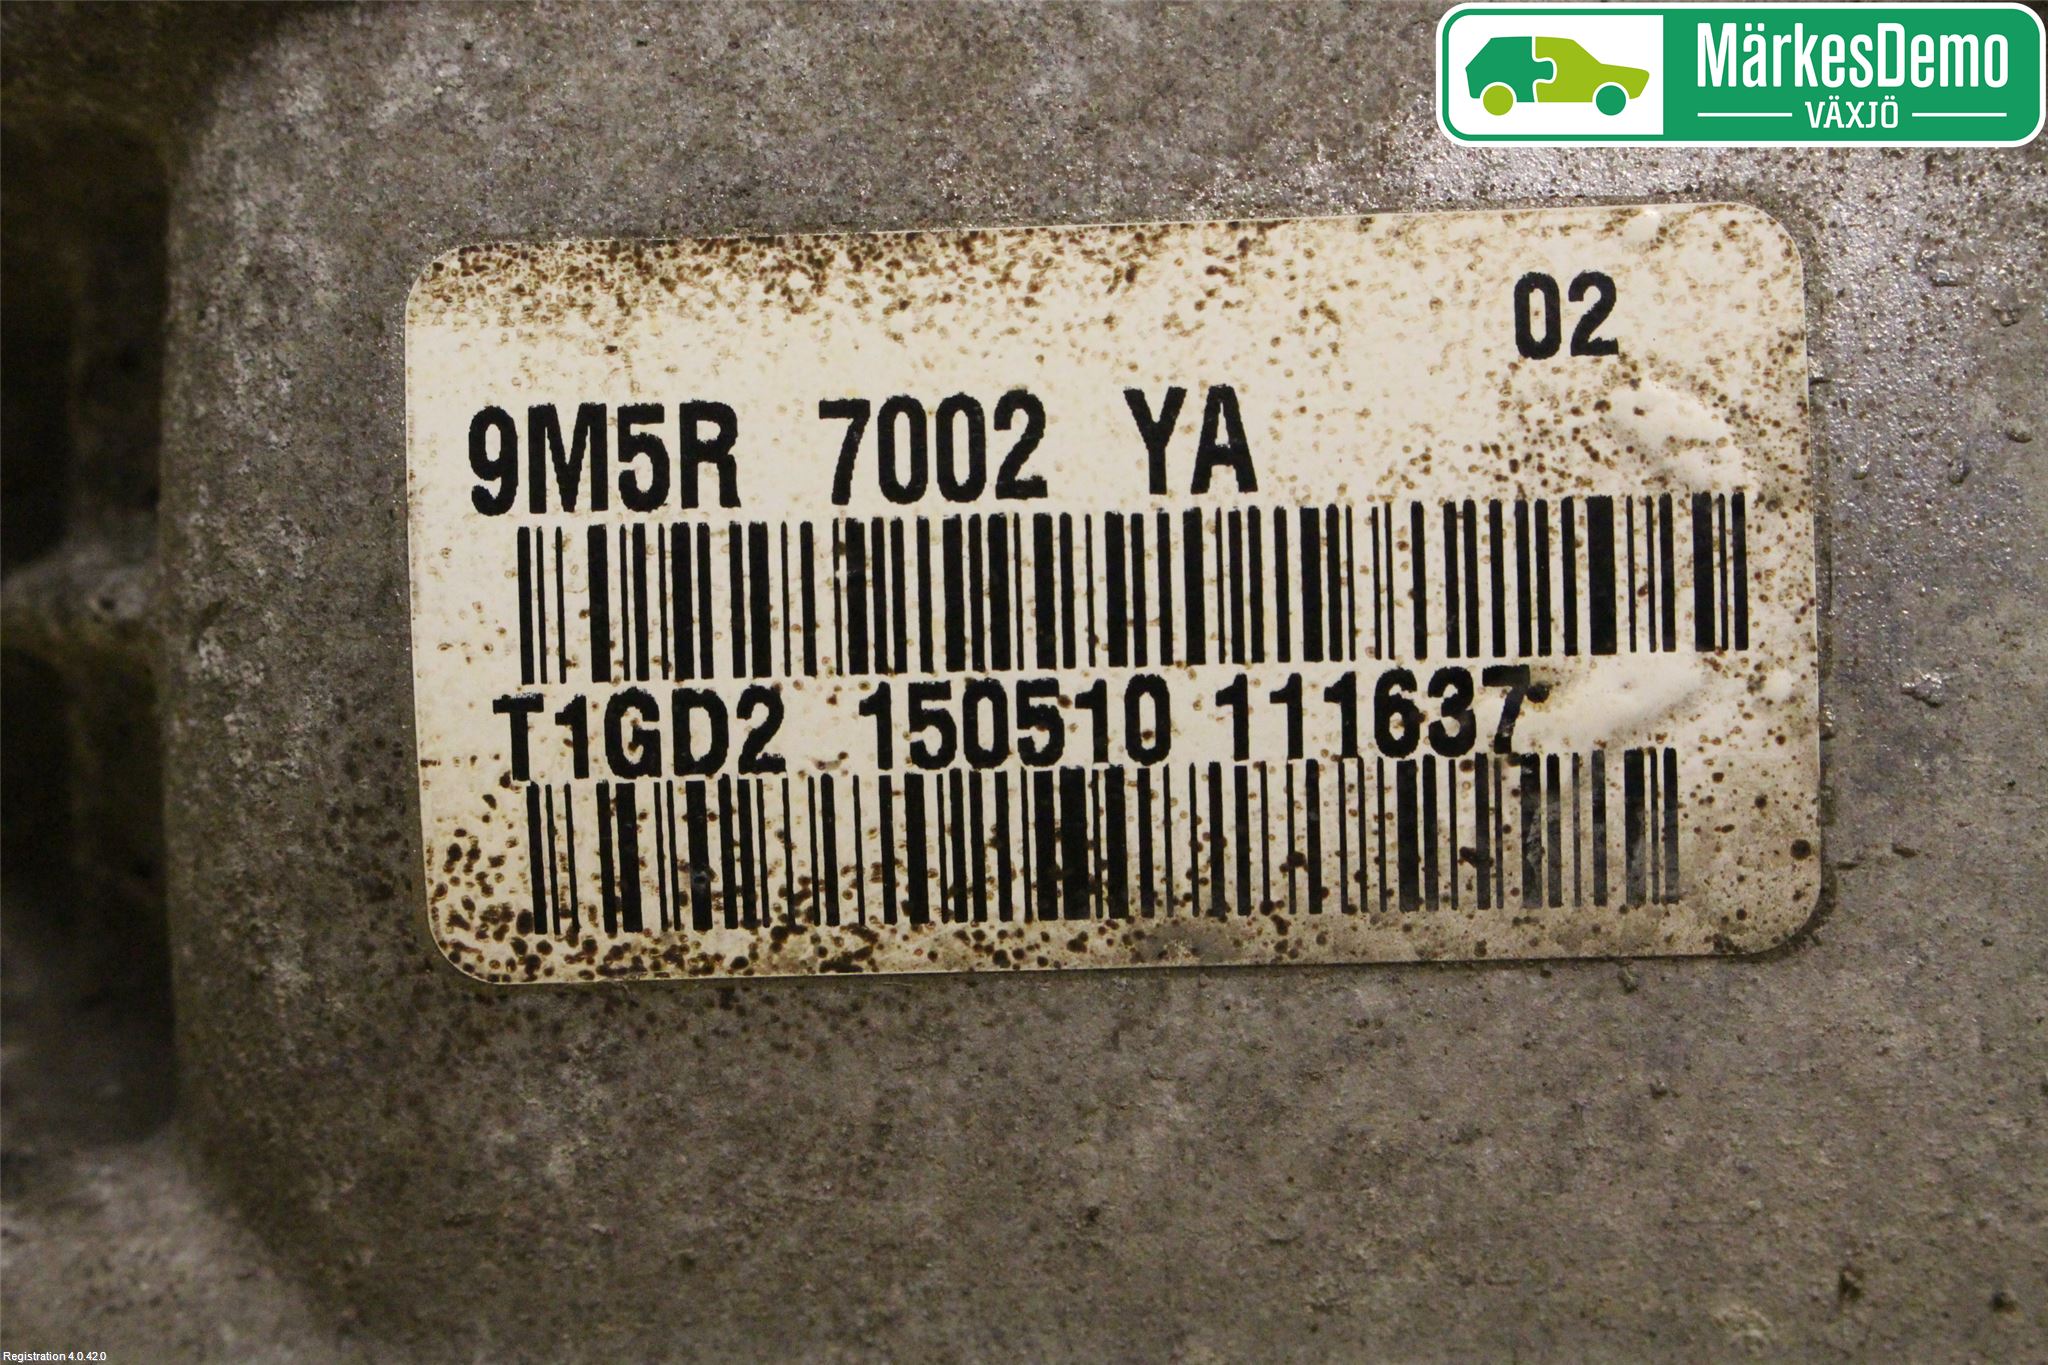 MärkesDemo
VÄXJÖ
02
9M5R 7002 YA
T1GD2 150510 111637
Registration 4.0.42.0